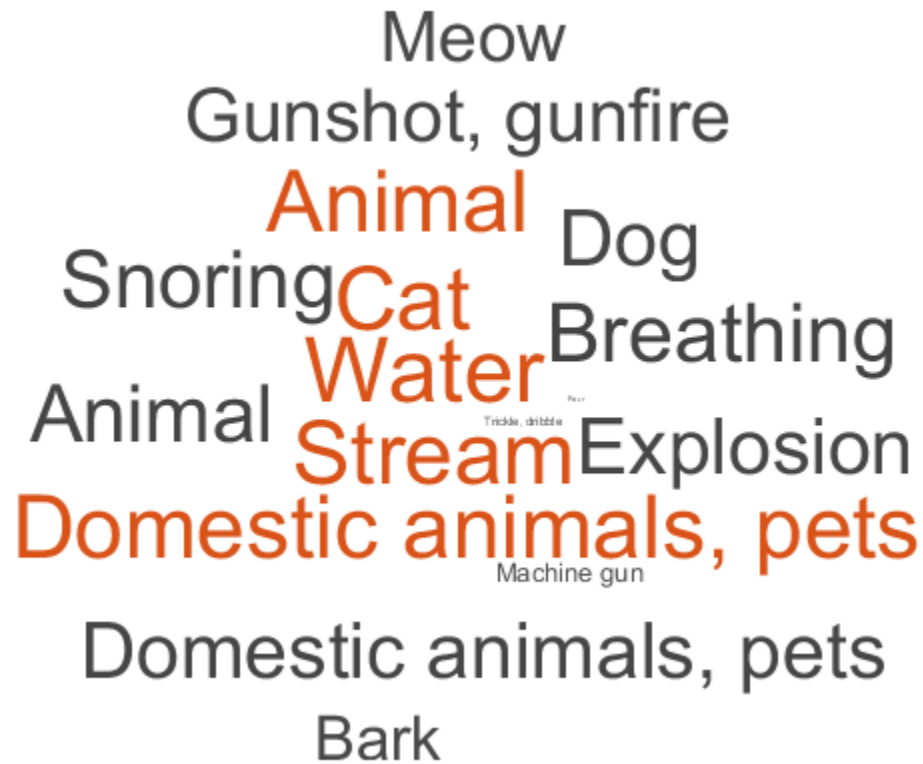 Meow
Gunshot, gunfire
Animal
Dog
Snoring
Cat
Breathing
Water
Pour
Animal
Trickle, dribble
Stream
Explosion
Domestic animals, pets
Machine gun
Domestic animals, pets
Bark